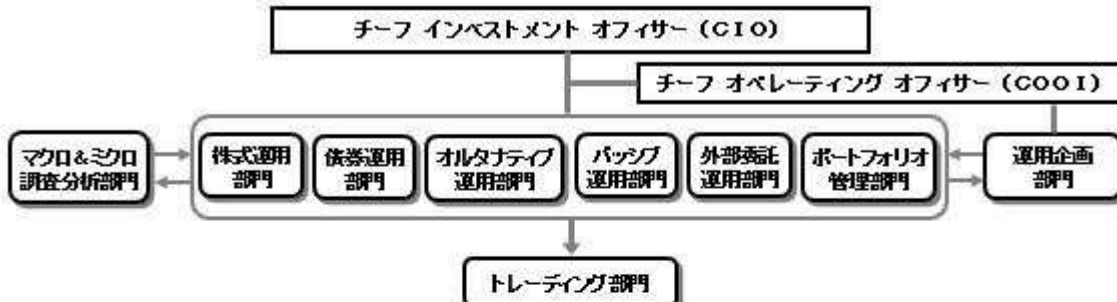 チーフ インベストメント オフィサー (CIO)
チーフ オペレーティング オフィサー (COOI)
マクロ&ミクロ
調査分析部門
株式運用
部門
債券運用
部門
オルタナティブ
運用部門
パッシブ
運用部門
外部委託
運用部門
ポートフォリオ
管理部門
運用企画
部門
トレーディング部門